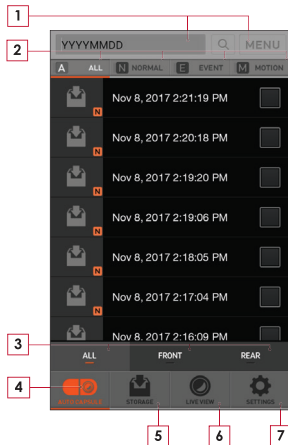 1
2
YYYYMMDD
MENU
A ALL N NORMAL E EVENT M MOTION
N Nov 8, 2017 2:21:19 PM
N Nov 8, 2017 2:20:18 PM
N Nov 8, 2017 2:19:20 PM
N Nov 8, 2017 2:19:06 PM
N Nov 8, 2017 2:18:05 PM
N Nov 8, 2017 2:17:04 PM
Nov 8, 2017 2:16:09 PM
3
ALL FRONT REAR
4
STORAGE LIVE VIEW SETTINGS
5 6 7